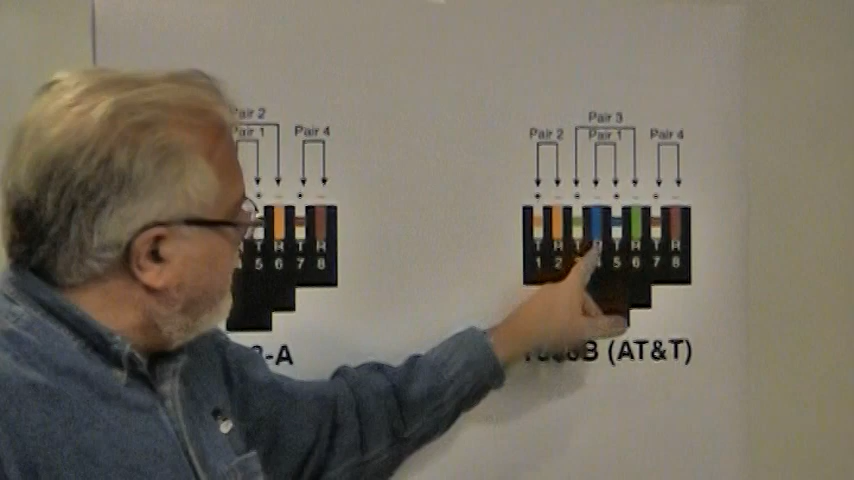 Pair 2
Pair 1
Pair 4
T R T R
5 6 7 8
-A
Pair 3
Pair 2
Pair 1
Pair 4
T R T T R T R
1 2 5 6 7 8
B (AT&T)